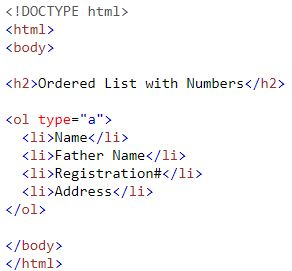 <!DOCTYPE html>
<html>
<body>
<h2>Ordered List with Numbers</h2>
<ol type="a">
<li>Name</li>
<li>Father Name</li>
<li>Registration#</li>
<li>Address</li>
</ol>
</body>
</html>